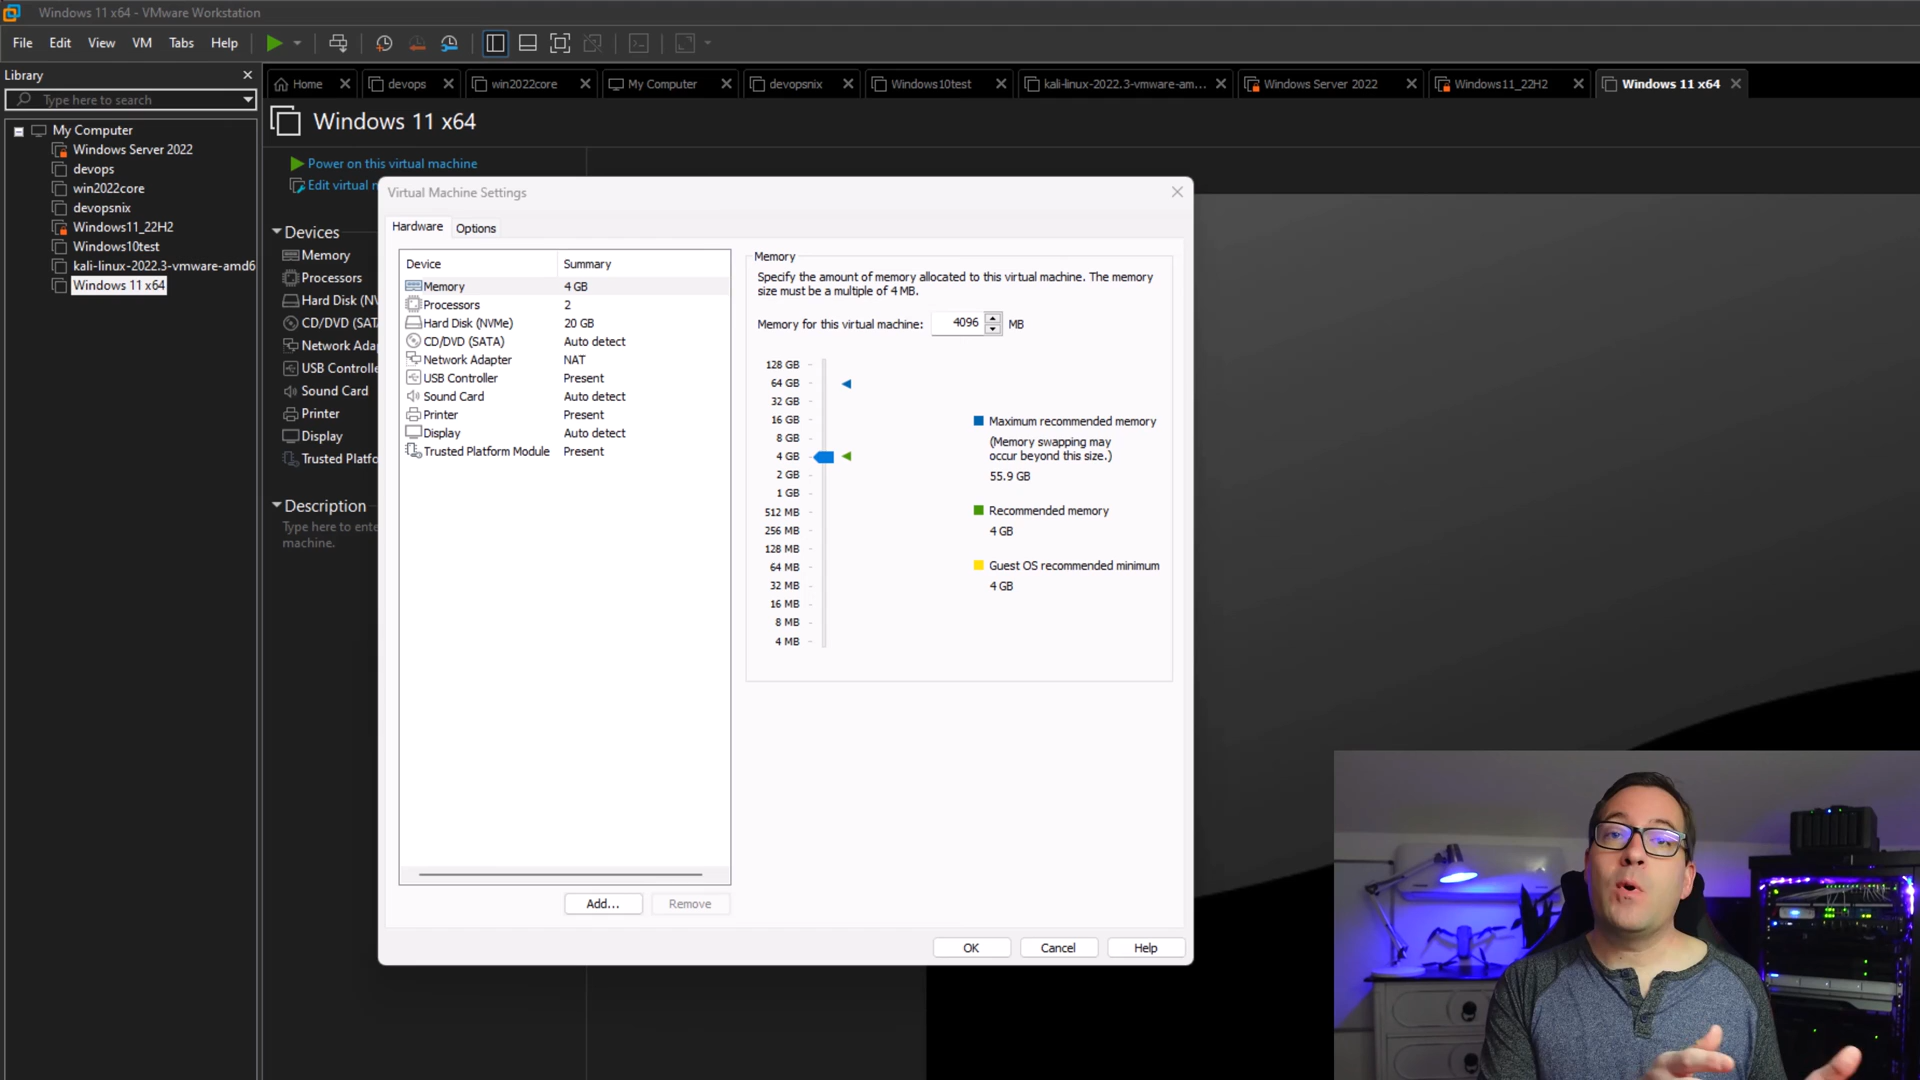 Windows 11 x64 - VMware Workstation
File Edit View VM Tabs Help
Library
Type here to search
My Computer
Windows Server 2022
devops
win2022core
devopsnix
Windows11_22H2
Windows10test
kali-linux-2022.3-vmware-amd6
Windows 11 x64
Home devops win2022core My Computer devopsnix Windows10test kali-linux-2022.3-vmware-am... Windows Server 2022 Windows11_22H2 Windows 11 x64
Windows 11 x64
Power on this virtual machine
Edit virtual m
Devices
Memory
Processors
Hard Disk (NV
CD/DVD (SAT
Network Adap
USB Controlle
Sound Card
Printer
Display
Trusted Platfo
Description
Type here to ente
machine.
Virtual Machine Settings
Hardware Options
Device Summary
Memory 4 GB
Processors 2
Hard Disk (NVMe) 20 GB
CD/DVD (SATA) Auto detect
Network Adapter NAT
USB Controller Present
Sound Card Auto detect
Printer Present
Display Auto detect
Trusted Platform Module Present
Add... Remove
Memory
Specify the amount of memory allocated to this virtual machine. The memory
size must be a multiple of 4 MB.
Memory for this virtual machine: 4096 MB
128 GB
64 GB
32 GB
16 GB
8 GB
4 GB
2 GB
1 GB
512 MB
256 MB
128 MB
64 MB
32 MB
16 MB
8 MB
4 MB
Maximum recommended memory
(Memory swapping may
occur beyond this size.)
55.9 GB
Recommended memory
4 GB
Guest OS recommended minimum
4 GB
OK Cancel Help